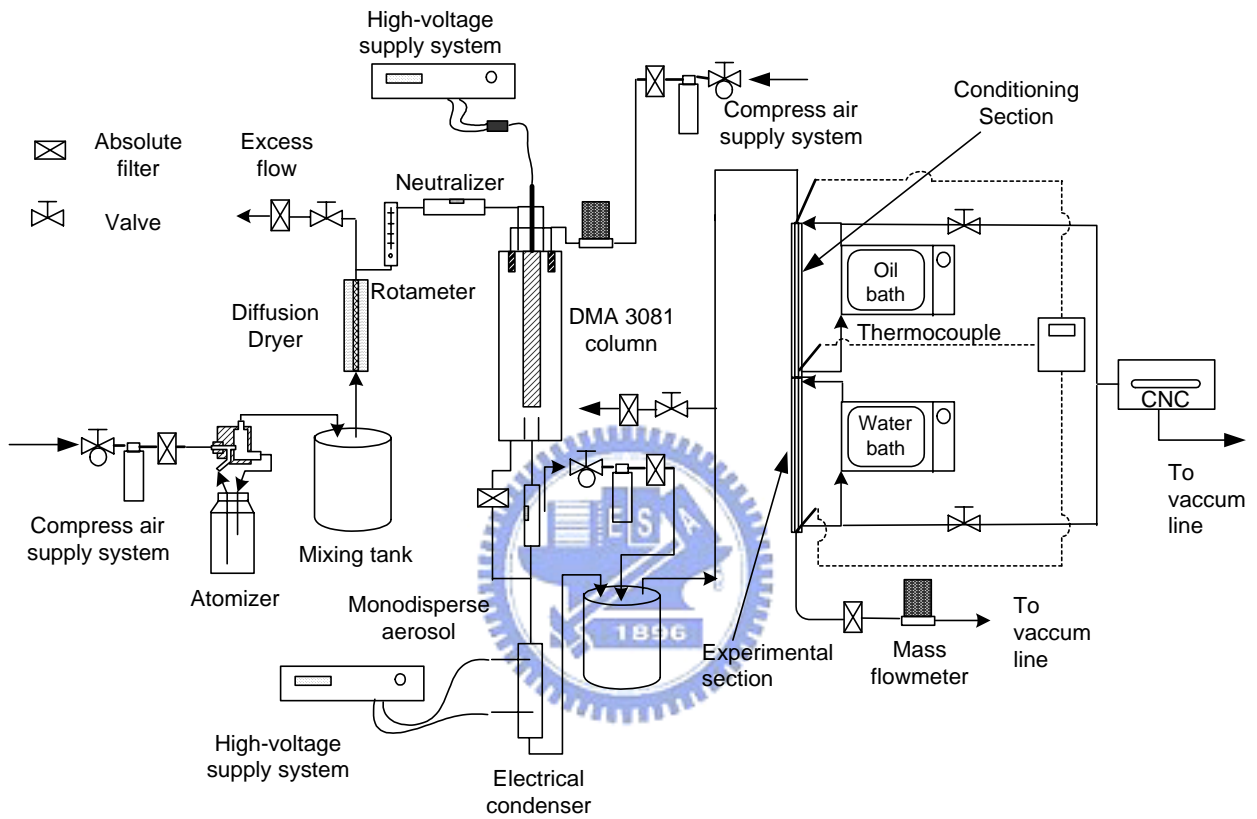 High-voltage
supply system
Compress air
supply system
Conditioning
Section
Absolute
filter
Valve
Excess
flow
Neutralizer
Rotameter
Diffusion
Dryer
DMA 3081
column
Oil
bath
Thermocouple
Water
bath
CNC
To
vaccum
line
Compress air
supply system
Atomizer
Mixing tank
Monodisperse
aerosol
E S A
1896
Experimental
section
Mass
flowmeter
To
vaccum
line
High-voltage
supply system
Electrical
condenser